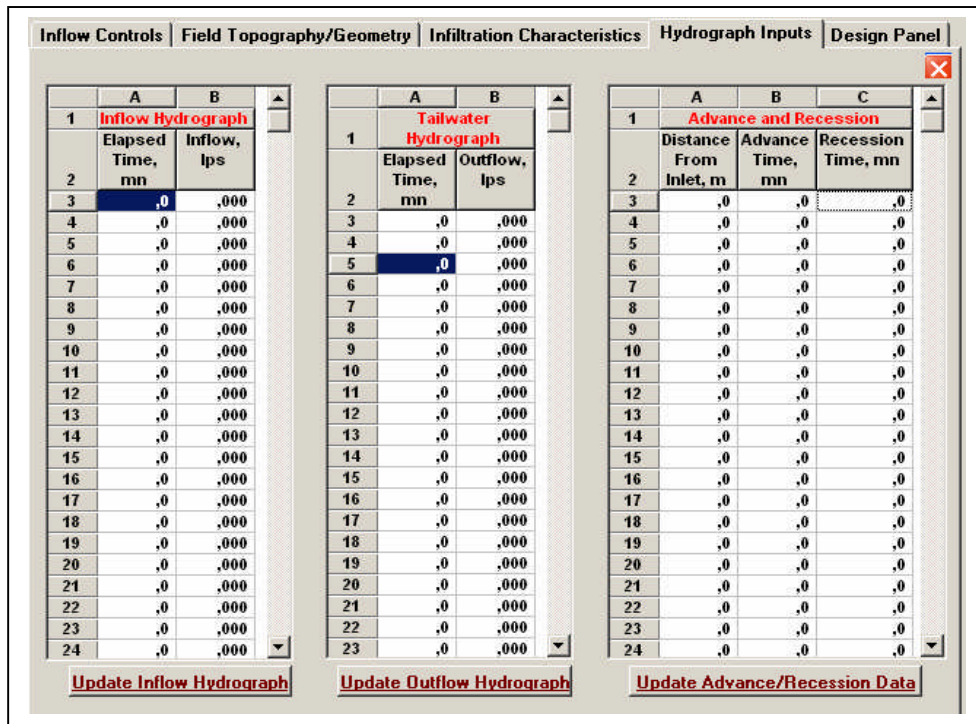 Inflow Controls Field Topography/Geometry Infiltration Characteristics Hydrograph Inputs Design Panel
A B
1 Inflow Hydrograph
Elapsed Inflow,
Time, lps
2 mn
3 ,0 ,000
4 ,0 ,000
5 ,0 ,000
6 ,0 ,000
7 ,0 ,000
8 ,0 ,000
9 ,0 ,000
10 ,0 ,000
11 ,0 ,000
12 ,0 ,000
13 ,0 ,000
14 ,0 ,000
15 ,0 ,000
16 ,0 ,000
17 ,0 ,000
18 ,0 ,000
19 ,0 ,000
20 ,0 ,000
21 ,0 ,000
22 ,0 ,000
23 ,0 ,000
24 ,0 ,000
Update Inflow Hydrograph
A B
Tailwater
1 Hydrograph
Elapsed Outflow,
Time, lps
2 mn
3 ,0 ,000
4 ,0 ,000
5 ,0 ,000
6 ,0 ,000
7 ,0 ,000
8 ,0 ,000
9 ,0 ,000
10 ,0 ,000
11 ,0 ,000
12 ,0 ,000
13 ,0 ,000
14 ,0 ,000
15 ,0 ,000
16 ,0 ,000
17 ,0 ,000
18 ,0 ,000
19 ,0 ,000
20 ,0 ,000
21 ,0 ,000
22 ,0 ,000
23 ,0 ,000
Update Outflow Hydrograph
A B C
1 Advance and Recession
Distance Advance Recession
From Time, Time, mn
2 Inlet, m mn
3 ,0 ,0 ,0
4 ,0 ,0 ,0
5 ,0 ,0 ,0
6 ,0 ,0 ,0
7 ,0 ,0 ,0
8 ,0 ,0 ,0
9 ,0 ,0 ,0
10 ,0 ,0 ,0
11 ,0 ,0 ,0
12 ,0 ,0 ,0
13 ,0 ,0 ,0
14 ,0 ,0 ,0
15 ,0 ,0 ,0
16 ,0 ,0 ,0
17 ,0 ,0 ,0
18 ,0 ,0 ,0
19 ,0 ,0 ,0
20 ,0 ,0 ,0
21 ,0 ,0 ,0
22 ,0 ,0 ,0
23 ,0 ,0 ,0
24 ,0 ,0 ,0
Update Advance/Recession Data